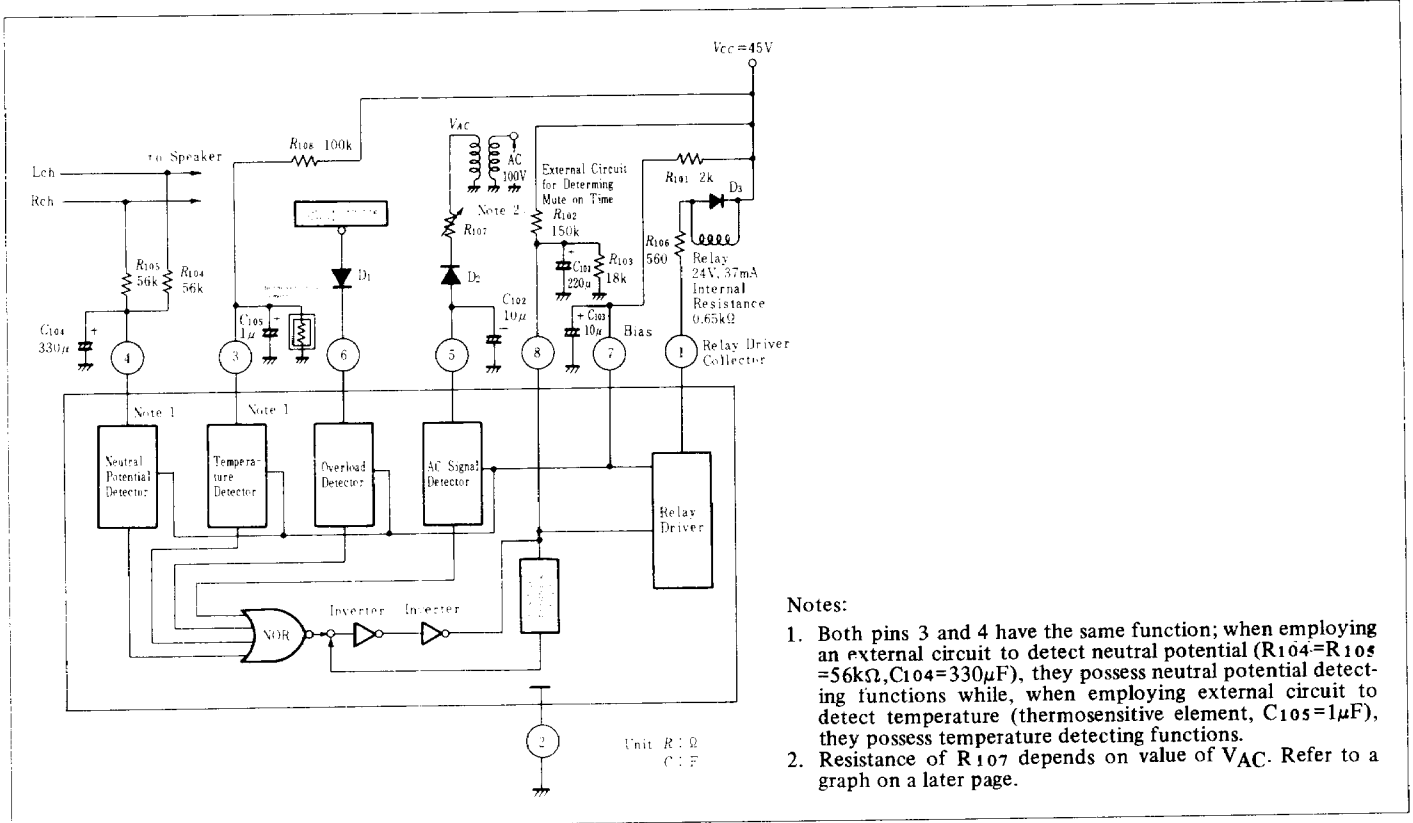 Vcc=45V
R108 100k
VAC
AC
100V
to Speaker
Lch
Rch
External Circuit
for Determing
Mute on Time
R101 2k
D3
Note 2
R107
R102
150k
R105
56k
R104
56k
D1
D2
C101
220μ
R103
18k
R106
560
Relay
24V, 37mA
Internal
Resistance
0.65kΩ
C104
330μ
+
C105
1μ
+
C102
10μ
−
+ C103
10μ
Bias
4
3
6
5
8
7
1
Relay Driver
Collector
Note 1
Note 1
Neutral
Potential
Detector
Tempera-
ture
Detector
Overload
Detector
AC Signal
Detector
Relay
Driver
NOR
Inverter
Inverter
2
Unit R : Ω
C : F
Notes:
1. Both pins 3 and 4 have the same function; when employing
an external circuit to detect neutral potential (R104=R105
=56kΩ,C104=330μF), they possess neutral potential detect-
ing functions while, when employing external circuit to
detect temperature (thermosensitive element, C105=1μF),
they possess temperature detecting functions.
2. Resistance of R107 depends on value of VAC. Refer to a
graph on a later page.